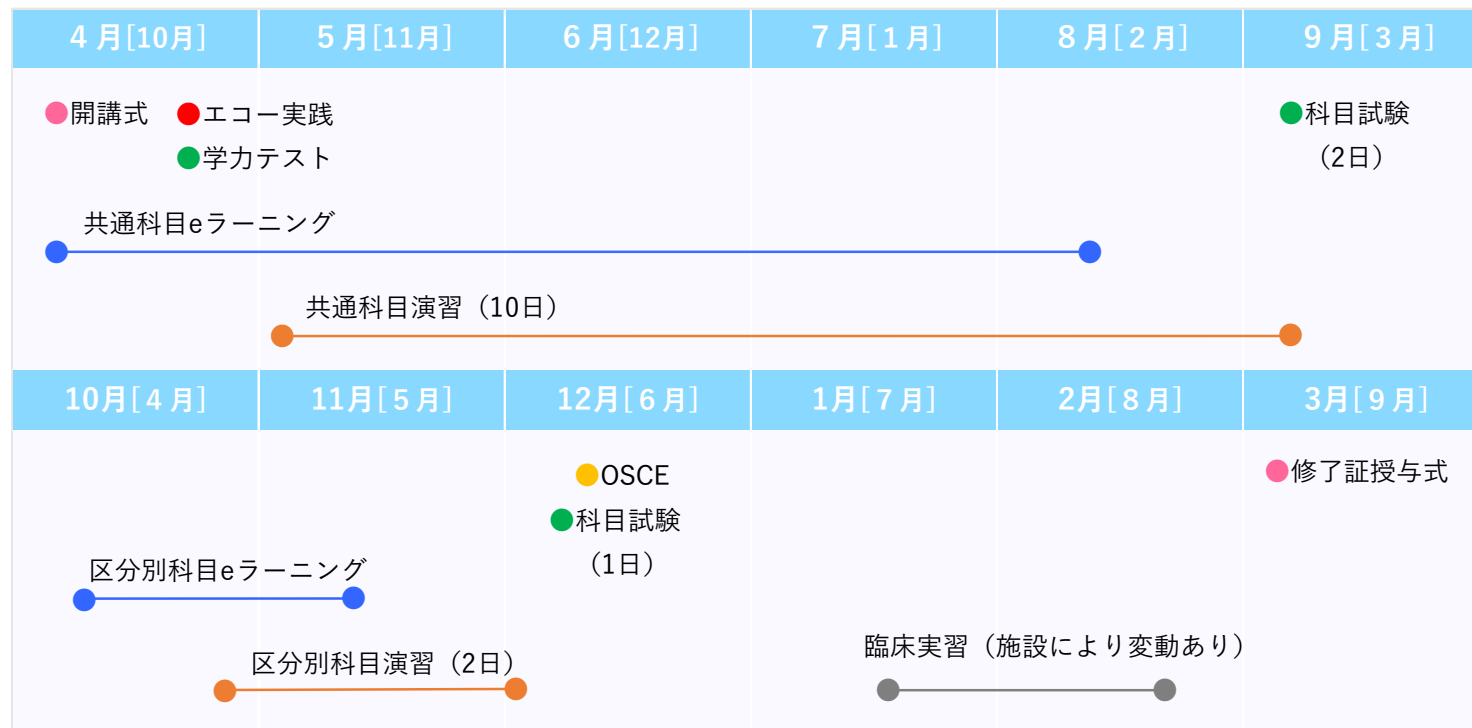 4月[10月] 5月[11月] 6月[12月] 7月[1月] 8月[2月] 9月[3月]
開講式 エコー実践 科目試験
学力テスト (2日)
共通科目eラーニング
共通科目演習(10日)
10月[4月] 11月[5月] 12月[6月] 1月[7月] 2月[8月] 3月[9月]
OSCE 修了証授与式
科目試験
(1日)
区分別科目eラーニング
臨床実習(施設により変動あり)
区分別科目演習(2日)